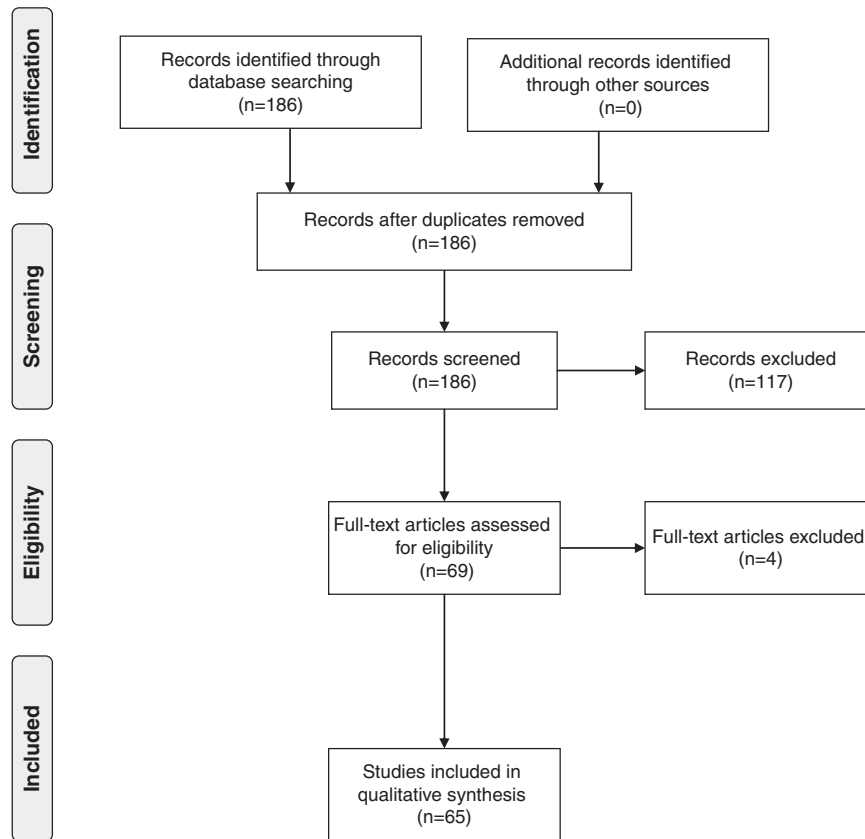 Identification
Records identified through
database searching
(n=186)
Additional records identified
through other sources
(n=0)
Records after duplicates removed
(n=186)
Screening
Records screened
(n=186)
Records excluded
(n=117)
Eligibility
Full-text articles assessed
for eligibility
(n=69)
Full-text articles excluded
(n=4)
Included
Studies included in
qualitative synthesis
(n=65)